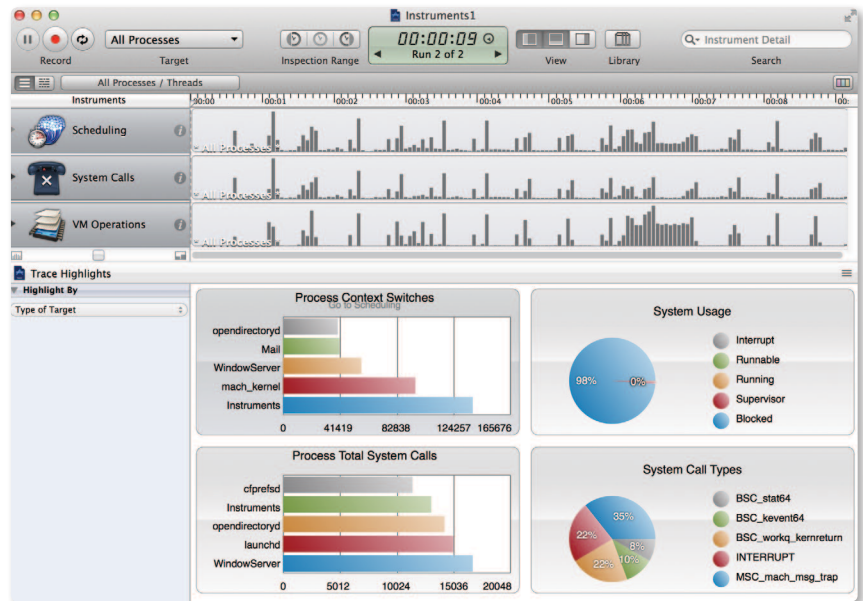 Instruments1
All Processes
00:00:09
Run 2 of 2
Instrument Detail
Record
Target
Inspection Range
View
Library
Search
All Processes / Threads
Instruments
00:00 00:01 00:02 00:03 00:04 00:05 00:06 00:07 00:08 00:
Scheduling
All Processes
System Calls
All Processes
VM Operations
All Processes
Trace Highlights
Highlight By
Type of Target
Process Context Switches
Go to Scheduling
opendirectoryd
Mail
WindowServer
mach_kernel
Instruments
0 41419 82838 124257 165676
System Usage
98%
0%
Interrupt
Runnable
Running
Supervisor
Blocked
Process Total System Calls
cfprefsd
Instruments
opendirectoryd
launchd
WindowServer
0 5012 10024 15036 20048
System Call Types
35%
22%
8%
22%
10%
BSC_stat64
BSC_kevent64
BSC_workq_kernreturn
INTERRUPT
MSC_mach_msg_trap